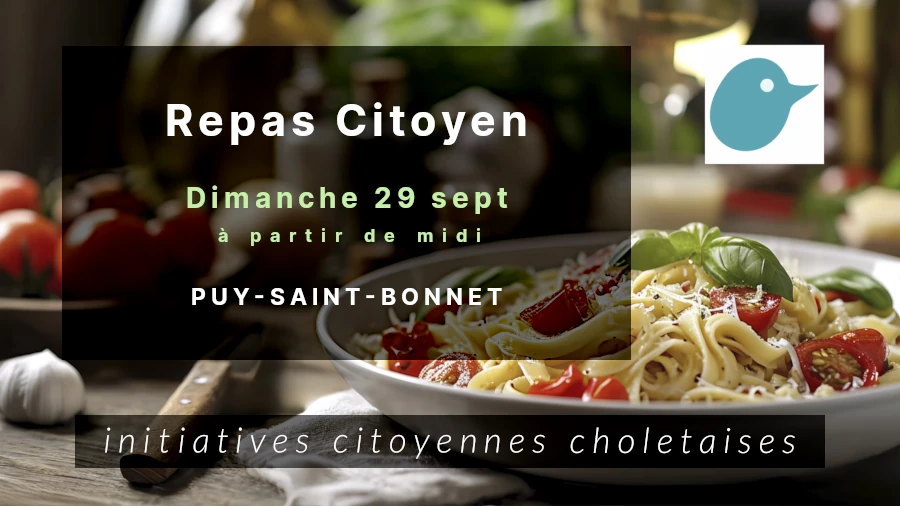 Repas Citoyen
Dimanche 29 sept
à partir de midi
PUY-SAINT-BONNET
initiatives citoyennes choletaises